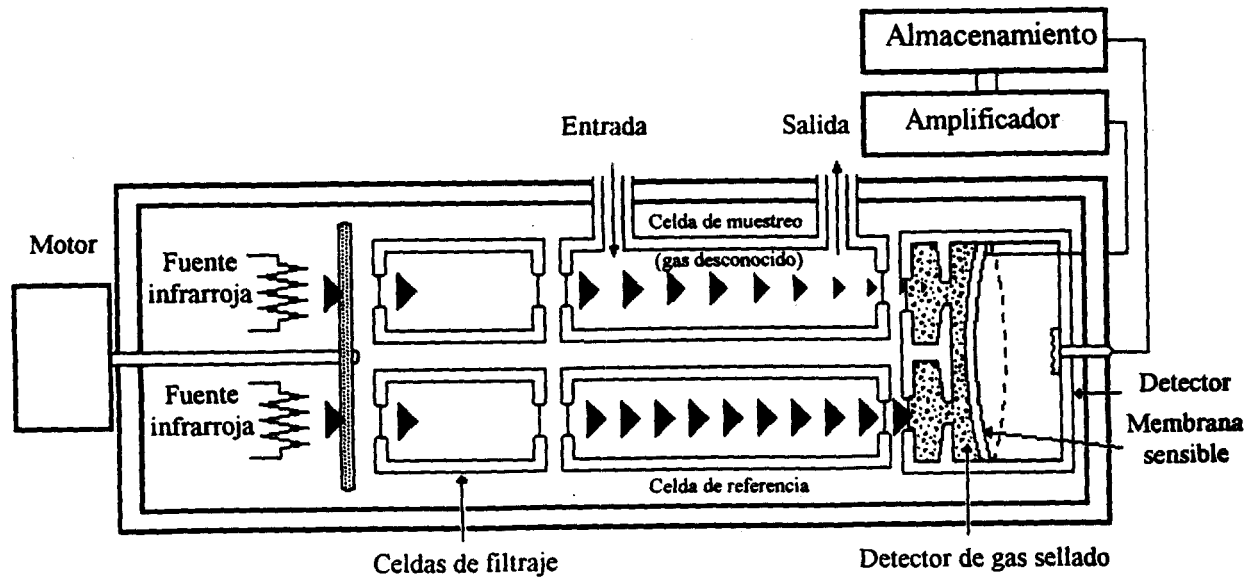 Almacenamiento
Amplificador
Entrada
Salida
Motor
Celda de muestreo
(gas desconocido)
Fuente
infrarroja
Fuente
infrarroja
Detector
Membrana
sensible
Celda de referencia
Celdas de filtraje
Detector de gas sellado